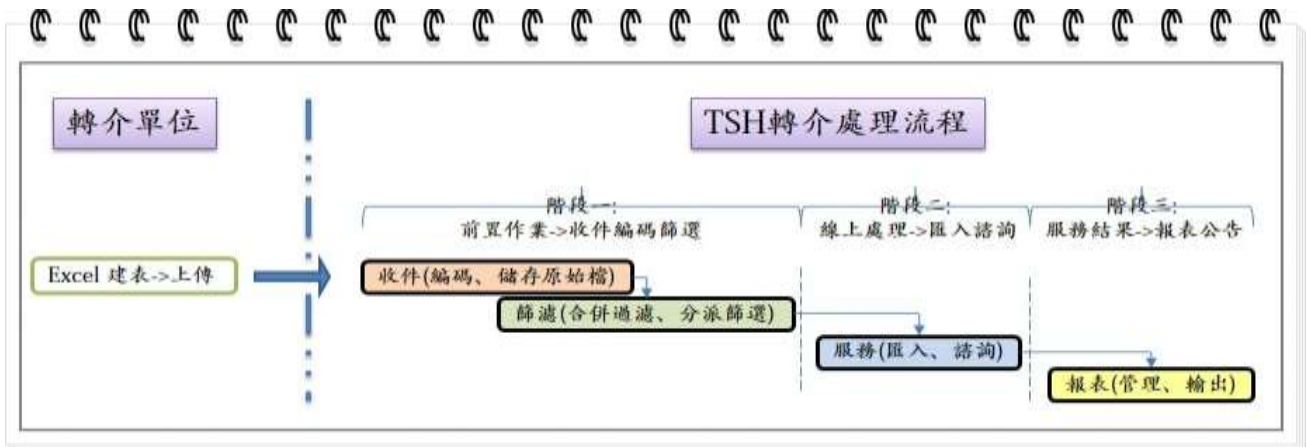 轉介單位
TSH轉介處理流程
階段一:
前置作業->收件編碼篩選
階段二:
線上處理->匯入諮詢
階段三:
服務結果->報表公告
Excel 建表->上傳
收件(編碼、儲存原始檔)
篩濾(合併過濾、分派篩選)
服務(匯入、諮詢)
報表(管理、輸出)